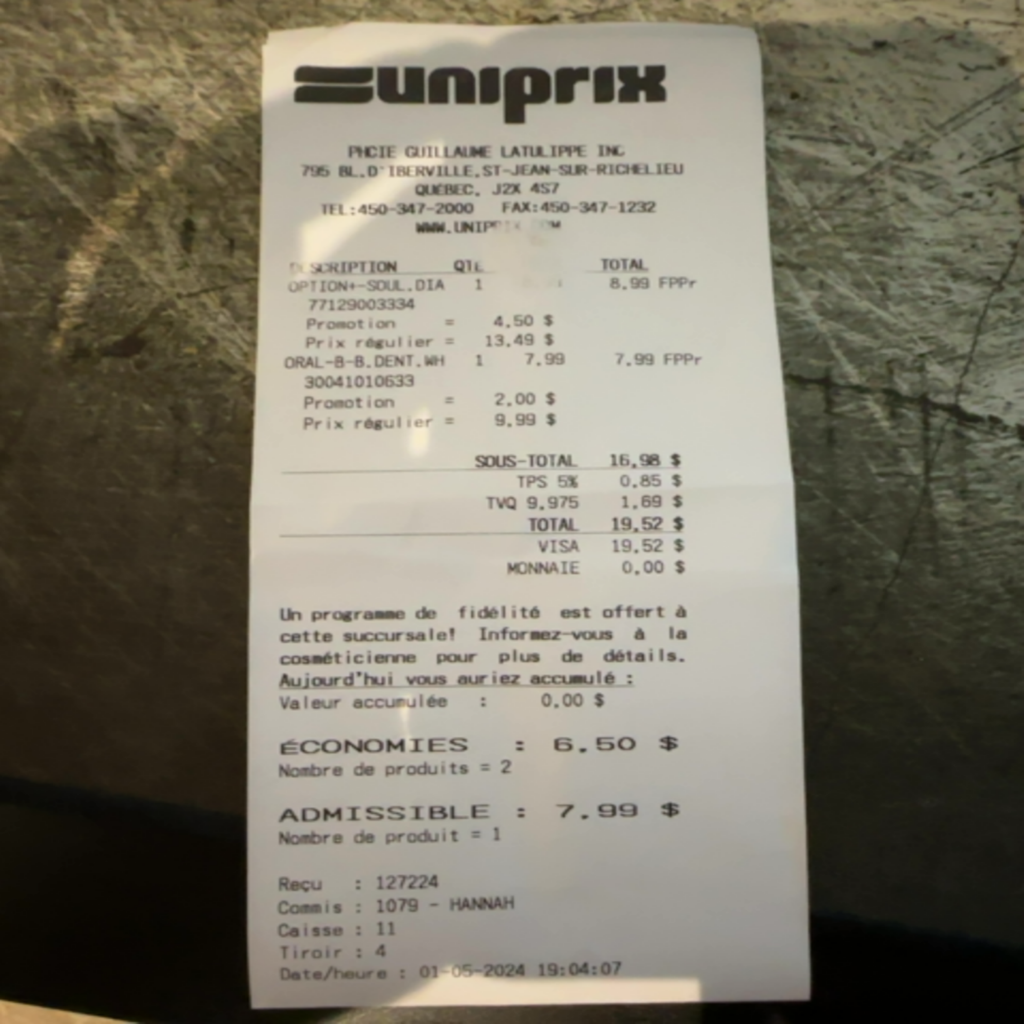 uniprix
PHCIE GUILLAUME LATULIPPE INC
795 BL.D'IBERVILLE,ST-JEAN-SUR-RICHELIEU
QUÉBEC, J2X 4S7
TEL:450-347-2000 FAX:450-347-1232
DESCRIPTION QTE TOTAL
OPTION+-SOUL.DIA 1 8,99 FPPr
77129003334
Promotion = 4,50 $
Prix régulier = 13,49 $
ORAL-B-B.DENT.WH 1 7,99 7,99 FPPr
30041010633
Promotion = 2,00 $
Prix régulier = 9,99 $
SOUS-TOTAL 16,98 $
TPS 5% 0,85 $
TVQ 9,975 1,69 $
TOTAL 19,52 $
VISA 19,52 $
MONNAIE 0,00 $
Un programme de fidélité est offert à
cette succursale! Informez-vous à la
cosméticienne pour plus de détails.
Aujourd'hui vous auriez accumulé :
Valeur accumulée : 0,00 $
ÉCONOMIES : 6,50 $
Nombre de produits = 2
ADMISSIBLE : 7,99 $
Nombre de produit = 1
Reçu : 127224
Commis : 1079 - HANNAH
Caisse : 11
Tiroir : 4
Date/heure : 01-05-2024 19:04:07